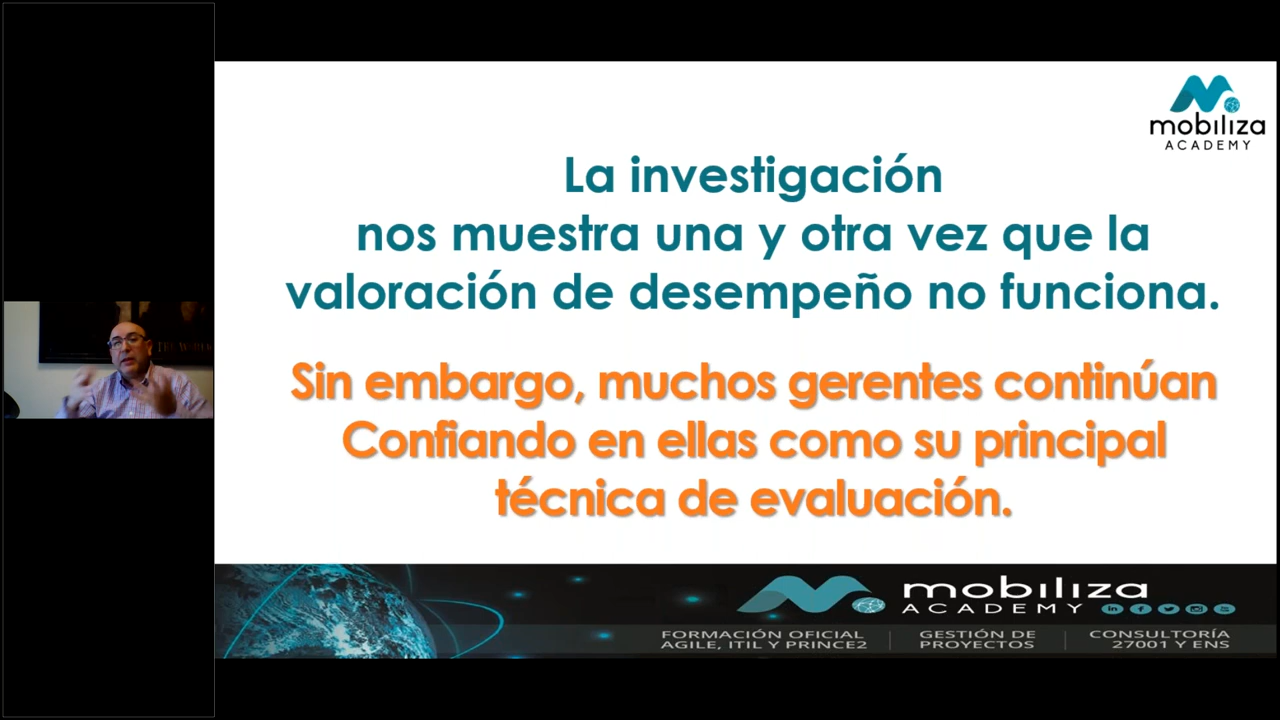 mobiliza
ACADEMY
La investigación
nos muestra una y otra vez que la
valoración de desempeño no funciona.
Sin embargo, muchos gerentes continúan
Confiando en ellas como su principal
técnica de evaluación.
mobiliza
ACADEMY
FORMACIÓN OFICIAL
AGILE, ITIL Y PRINCE2
GESTIÓN DE
PROYECTOS
CONSULTORÍA
27001 Y ENS